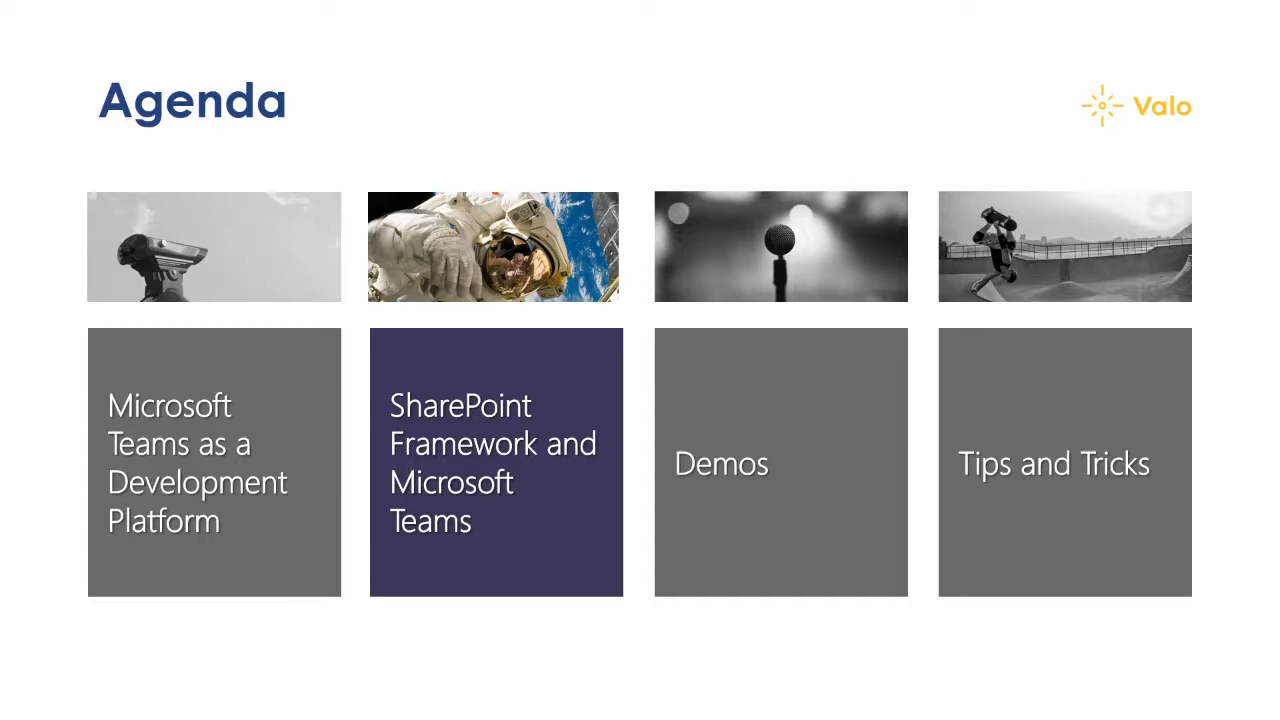 Agenda
Valo
Microsoft
Teams as a
Development
Platform
SharePoint
Framework and
Microsoft
Teams
Demos
Tips and Tricks